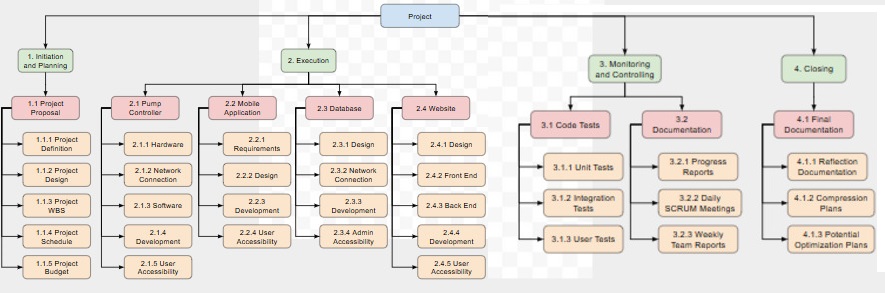 Project
1. Initiation
and Planning
2. Execution
3. Monitoring
and Controlling
4. Closing
1.1 Project
Proposal
1.1.1 Project
Definition
1.1.2 Project
Design
1.1.3 Project
WBS
1.1.4 Project
Schedule
1.1.5 Project
Budget
2.1 Pump
Controller
2.1.1 Hardware
2.1.2 Network
Connection
2.1.3 Software
2.1.4
Development
2.1.5 User
Accessibility
2.2 Mobile
Application
2.2.1
Requirements
2.2.2 Design
2.2.3
Development
2.2.4 User
Accessibility
2.3 Database
2.3.1 Design
2.3.2 Network
Connection
2.3.3
Development
2.3.4 Admin
Accessibility
2.4 Website
2.4.1 Design
2.4.2 Front End
2.4.3 Back End
2.4.4
Development
2.4.5 User
Accessibility
3.1 Code Tests
3.1.1 Unit Tests
3.1.2 Integration
Tests
3.1.3 User Tests
3.2
Documentation
3.2.1 Progress
Reports
3.2.2 Daily
SCRUM Meetings
3.2.3 Weekly
Team Reports
4.1 Final
Documentation
4.1.1 Reflection
Documentation
4.1.2 Compression
Plans
4.1.3 Potential
Optimization Plans